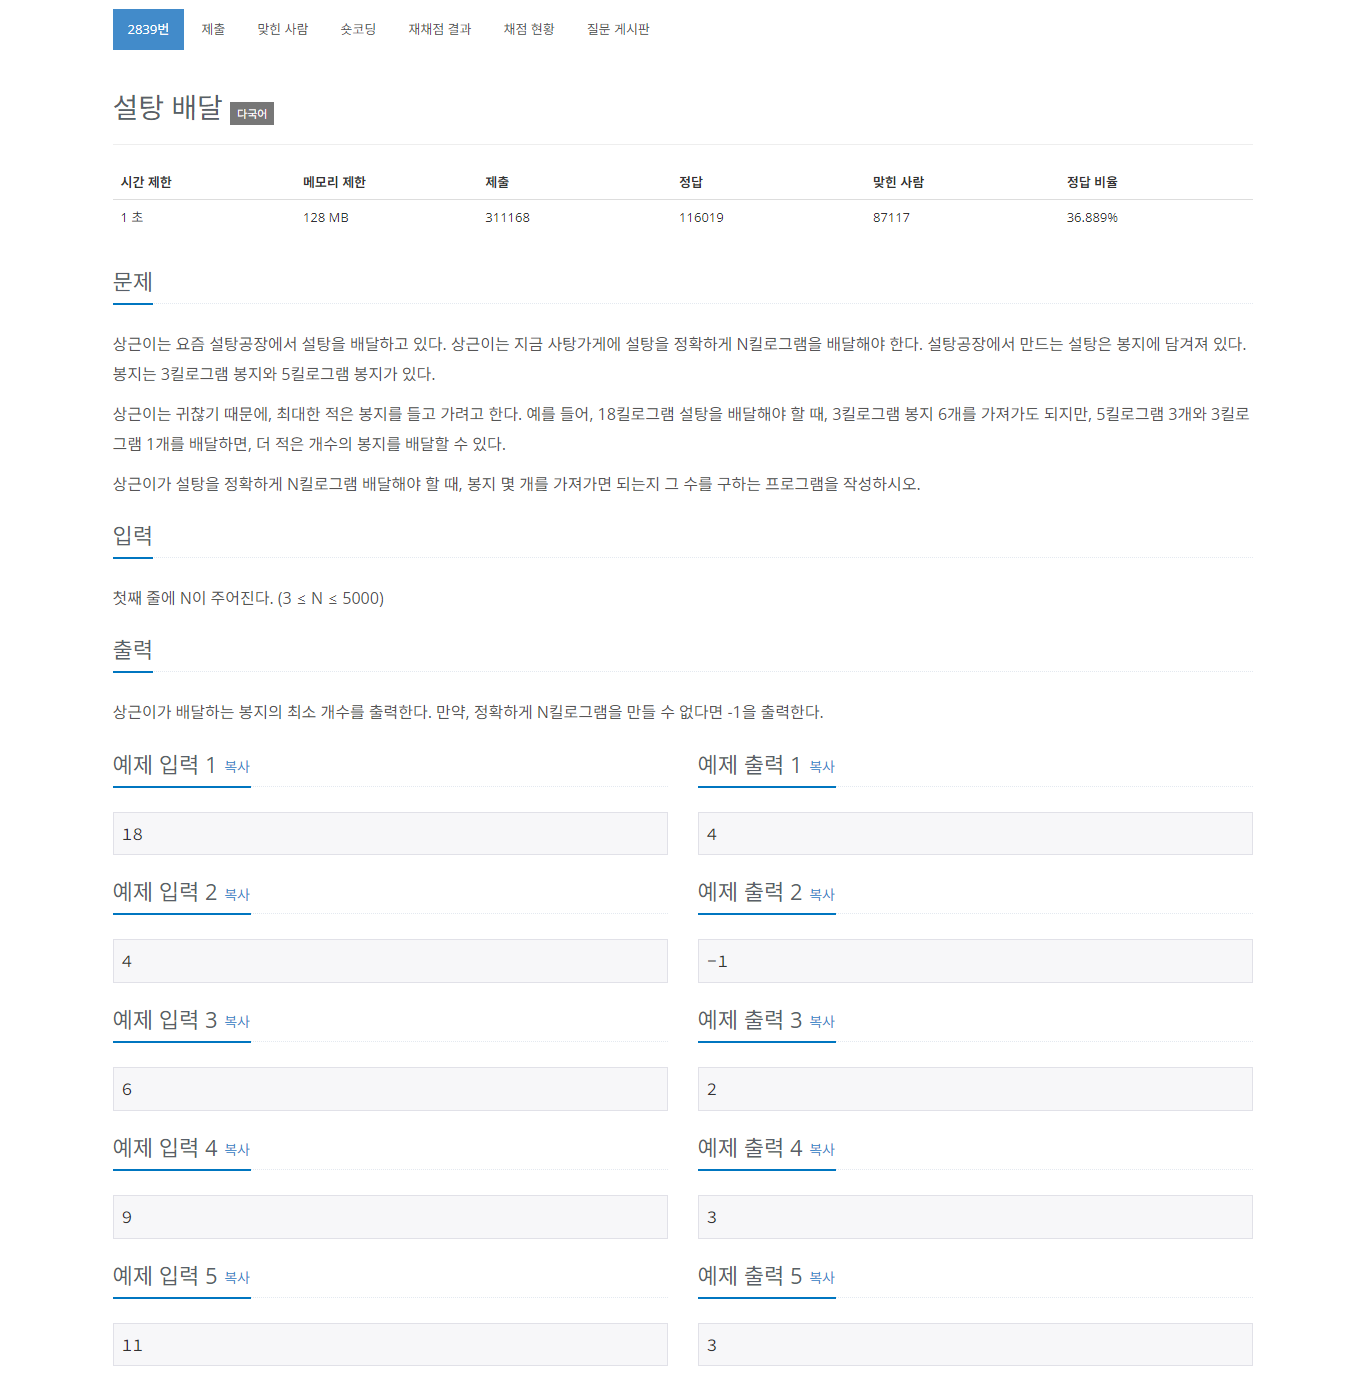 2839번 제출 맞힌 사람 숏코딩 재채점 결과 채점 현황 질문 게시판
설탕 배달 다국어
시간 제한 메모리 제한 제출 정답 맞힌 사람 정답 비율
1 초 128 MB 311168 116019 87117 36.889%
문제
상근이는 요즘 설탕공장에서 설탕을 배달하고 있다. 상근이는 지금 사탕가게에 설탕을 정확하게 N킬로그램을 배달해야 한다. 설탕공장에서 만드는 설탕은 봉지에 담겨져 있다.
봉지는 3킬로그램 봉지와 5킬로그램 봉지가 있다.
상근이는 귀찮기 때문에, 최대한 적은 봉지를 들고 가려고 한다. 예를 들어, 18킬로그램 설탕을 배달해야 할 때, 3킬로그램 봉지 6개를 가져가도 되지만, 5킬로그램 3개와 3킬로
그램 1개를 배달하면, 더 적은 개수의 봉지를 배달할 수 있다.
상근이가 설탕을 정확하게 N킬로그램 배달해야 할 때, 봉지 몇 개를 가져가면 되는지 그 수를 구하는 프로그램을 작성하시오.
입력
첫째 줄에 N이 주어진다. (3 ≤ N ≤ 5000)
출력
상근이가 배달하는 봉지의 최소 개수를 출력한다. 만약, 정확하게 N킬로그램을 만들 수 없다면 -1을 출력한다.
예제 입력 1 복사 예제 출력 1 복사
18 4
예제 입력 2 복사 예제 출력 2 복사
4 -1
예제 입력 3 복사 예제 출력 3 복사
6 2
예제 입력 4 복사 예제 출력 4 복사
9 3
예제 입력 5 복사 예제 출력 5 복사
11 3